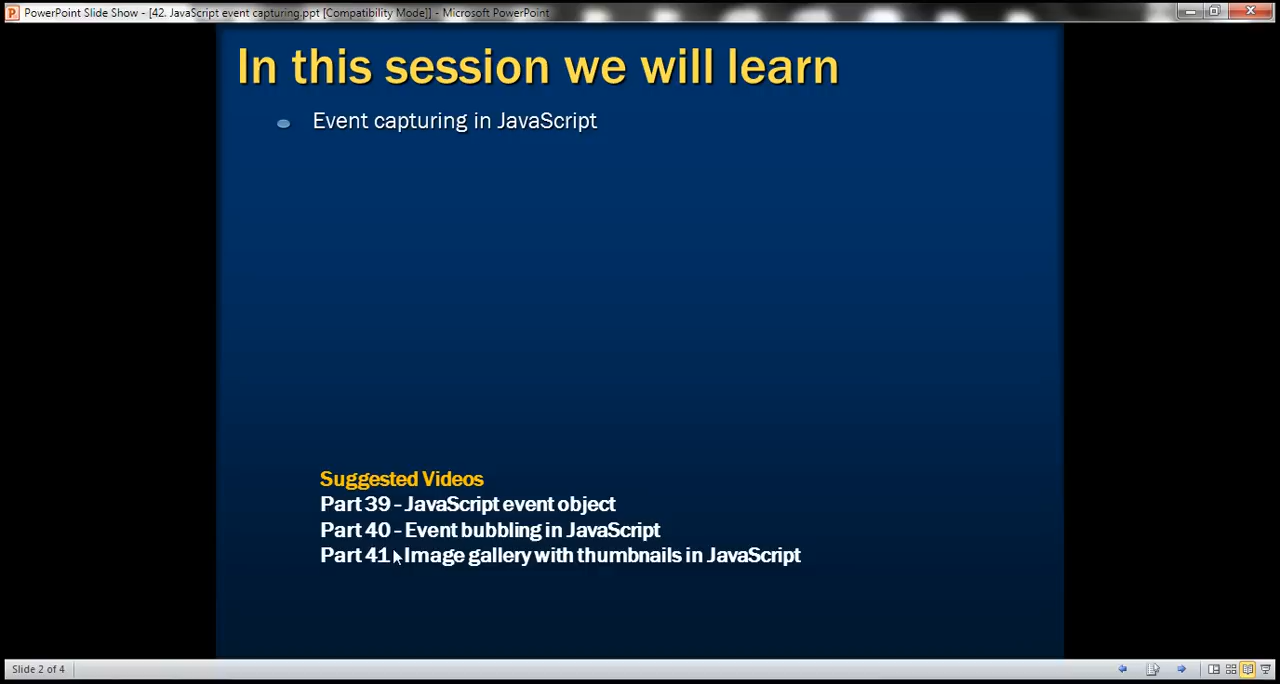 PowerPoint Slide Show - [42. JavaScript event capturing.ppt [Compatibility Mode]] - Microsoft PowerPoint
In this session we will learn
Event capturing in JavaScript
Suggested Videos
Part 39 - JavaScript event object
Part 40 - Event bubbling in JavaScript
Part 41 - Image gallery with thumbnails in JavaScript
Slide 2 of 4